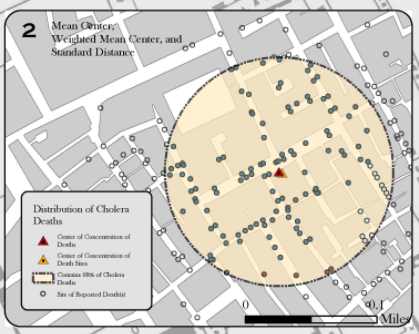 2
Mean Center,
Weighted Mean Center, and
Standard Distance
Distribution of Cholera
Deaths
Center of Concentration of
Deaths
Center of Concentration of
Death Sites
Contains 68% of Cholera
Deaths
Site of Reported Death(s)
0
0.1
Miles